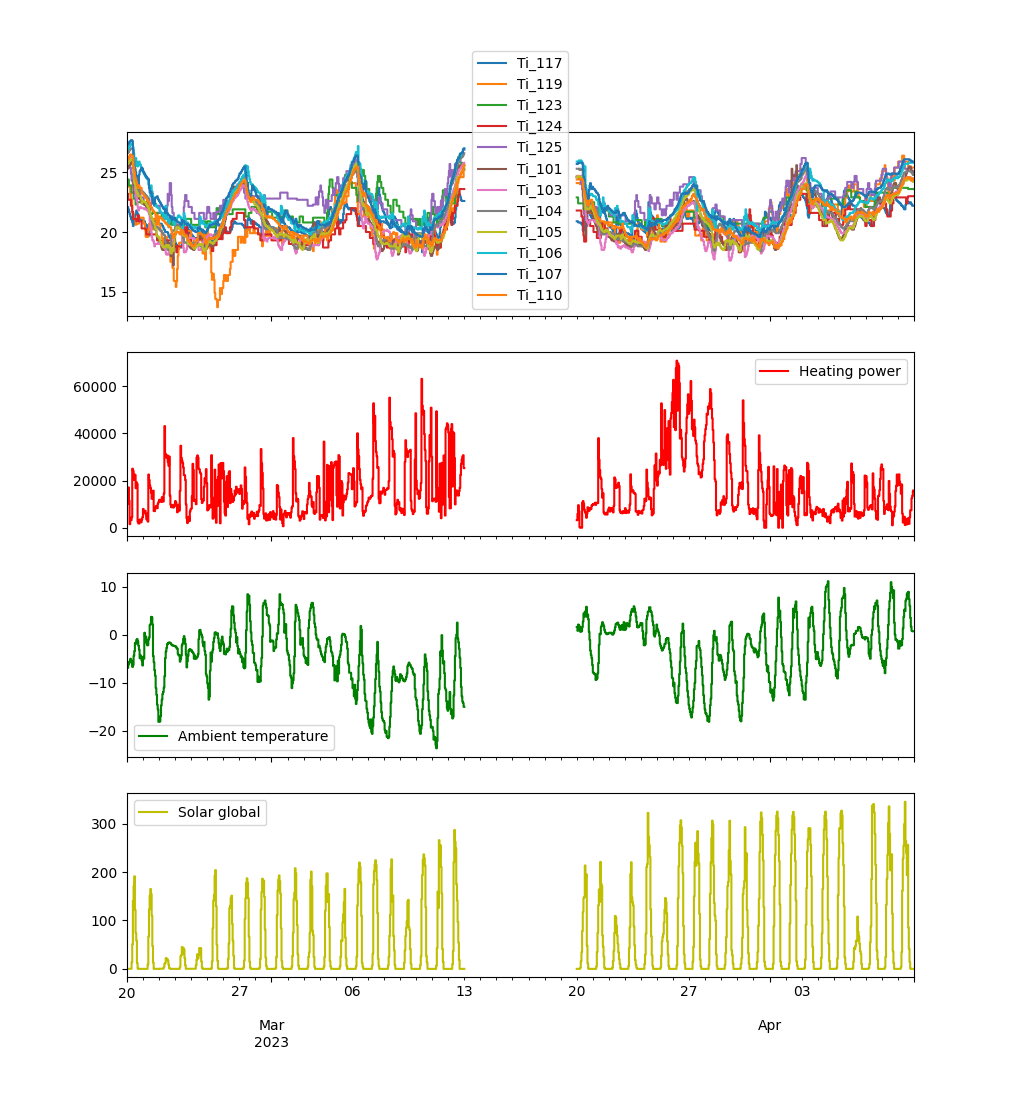 Ti_117
Ti_119
Ti_123
Ti_124
Ti_125
Ti_101
Ti_103
Ti_104
Ti_105
Ti_106
Ti_107
Ti_110
25
20
15
Heating power
60000
40000
20000
0
10
0
−10
−20
Ambient temperature
Solar global
300
200
100
0
20 27 06 13 20 27 03
Mar Apr
2023